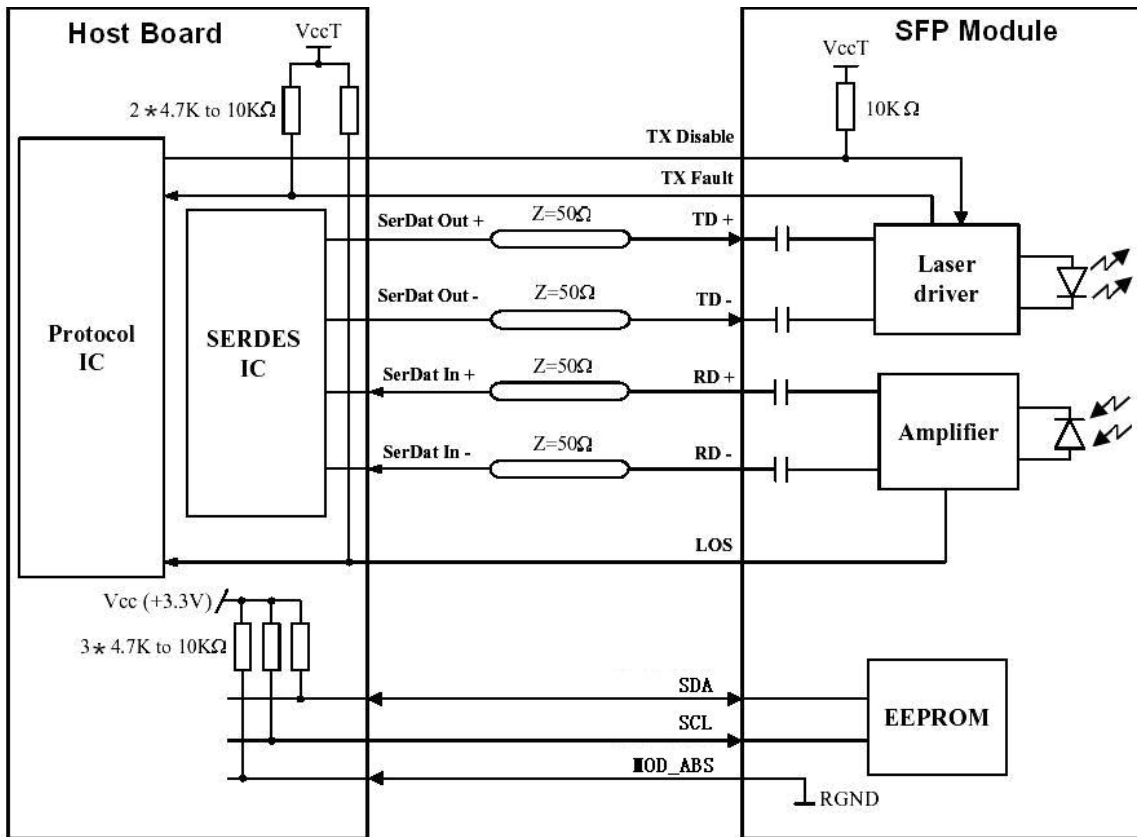 Host Board
SFP Module
VccT
VccT
2*4.7K to 10KΩ
10KΩ
TX Disable
TX Fault
SerDat Out +
Z=50Ω
TD +
SerDat Out -
Z=50Ω
TD -
Laser
driver
Protocol
IC
SERDES
IC
SerDat In +
Z=50Ω
RD +
SerDat In -
Z=50Ω
RD -
Amplifier
LOS
Vcc (+3.3V)
3*4.7K to 10KΩ
SDA
SCL
MOD_ABS
EEPROM
RGND